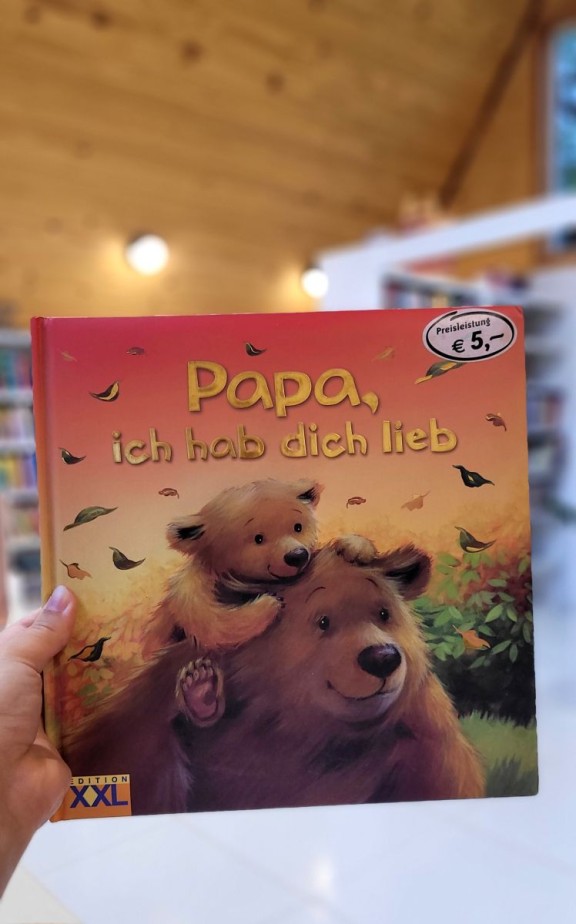 Preisleistung
€ 5,–
Papa,
ich hab dich lieb
EDITION
XXL